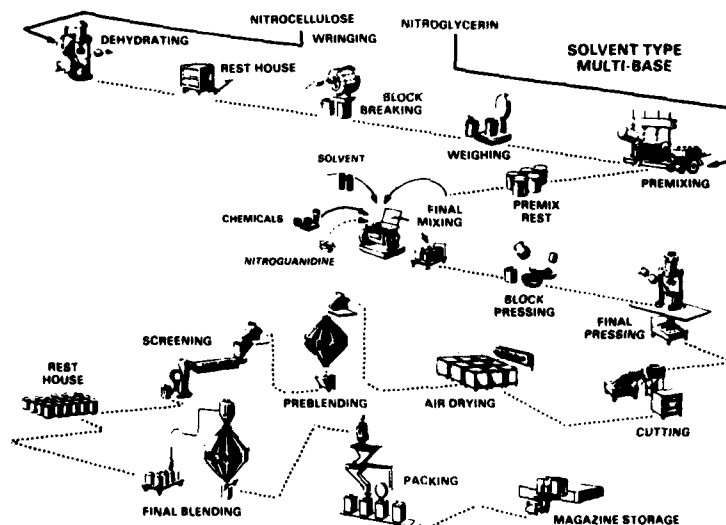 NITROCELLULOSE
NITROGLYCERIN
DEHYDRATING
WRINGING
SOLVENT TYPE
MULTI-BASE
REST HOUSE
BLOCK
BREAKING
WEIGHING
PREMIXING
SOLVENT
PREMIX
REST
FINAL
MIXING
CHEMICALS
NITROGUANIDINE
BLOCK
PRESSING
FINAL
PRESSING
SCREENING
REST
HOUSE
PREBLENDING
AIR DRYING
CUTTING
FINAL BLENDING
PACKING
MAGAZINE STORAGE